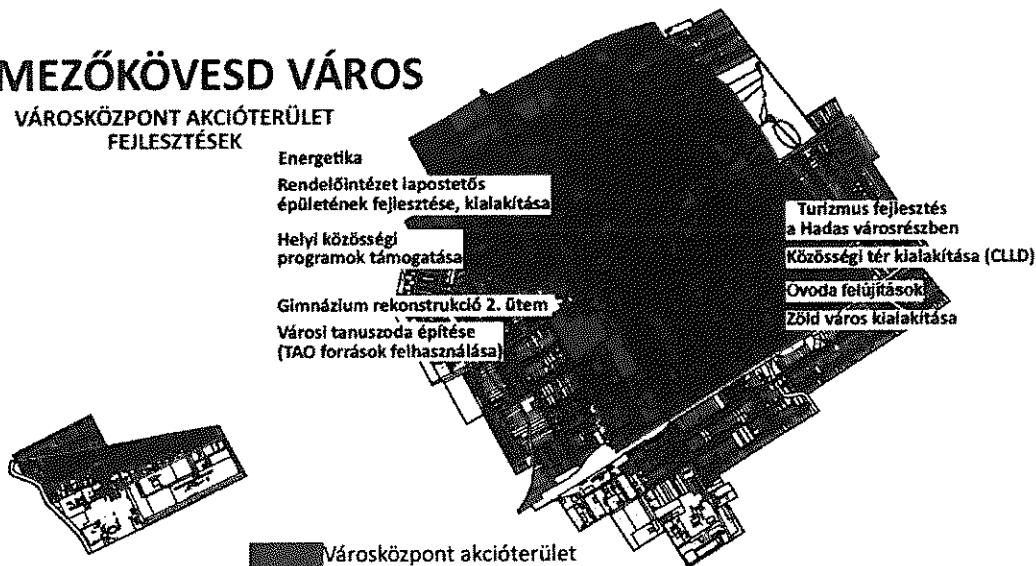 MEZŐKÖVESD VÁROS
VÁROSKÖZPONT AKCIÓTERÜLET
FEJLESZTÉSEK
Energetika
Rendelőintézet lapostetős
épületének fejlesztése, kialakítása
Helyi közösségi
programok támogatása
Gimnázium rekonstrukció 2. ütem
Városi tanuszoda építése
(TAO források felhasználása)
Turizmus fejlesztés
a Hadas városrészben
Közösségi tér kialakítása (CLLD)
Óvoda felújítások
Zöld város kialakítása
Városközpont akcióterület